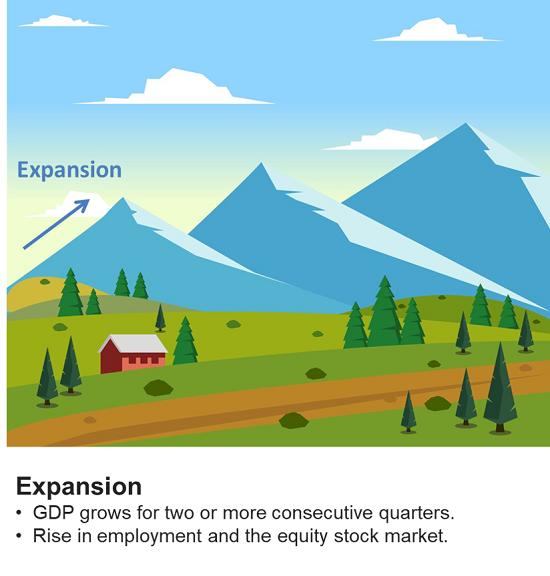 Expansion
Expansion
• GDP grows for two or more consecutive quarters.
• Rise in employment and the equity stock market.